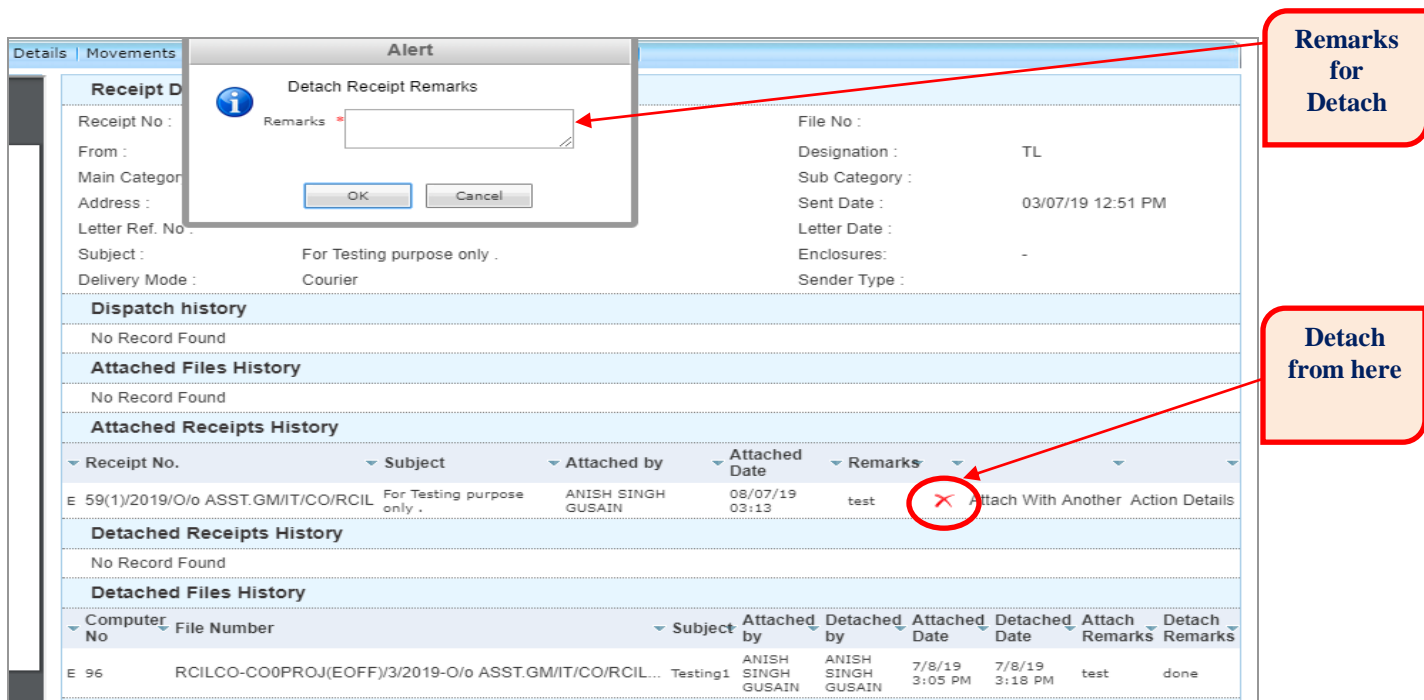 Details | Movements
Alert
Detach Receipt Remarks
Remarks *
OK
Cancel
Remarks
for
Detach
Receipt D
Receipt No :
File No :
From :
Designation : TL
Main Categor
Sub Category :
Address :
Sent Date : 03/07/19 12:51 PM
Letter Ref. No :
Letter Date :
Subject : For Testing purpose only .
Enclosures: -
Delivery Mode : Courier
Sender Type :
Dispatch history
No Record Found
Detach
from here
Attached Files History
No Record Found
Attached Receipts History
Receipt No. Subject Attached by Attached Date Remarks
E 59(1)/2019/O/o ASST.GM/IT/CO/RCIL For Testing purpose only . ANISH SINGH GUSAIN 08/07/19 03:13 test Attach With Another Action Details
Detached Receipts History
No Record Found
Detached Files History
Computer No File Number Subject Attached by Detached by Attached Date Detached Date Attach Remarks Detach Remarks
E 96 RCILCO-CO0PROJ(EOFF)/3/2019-O/o ASST.GM/IT/CO/RCIL... Testing1 ANISH SINGH GUSAIN ANISH SINGH GUSAIN 7/8/19 3:05 PM 7/8/19 3:18 PM test done